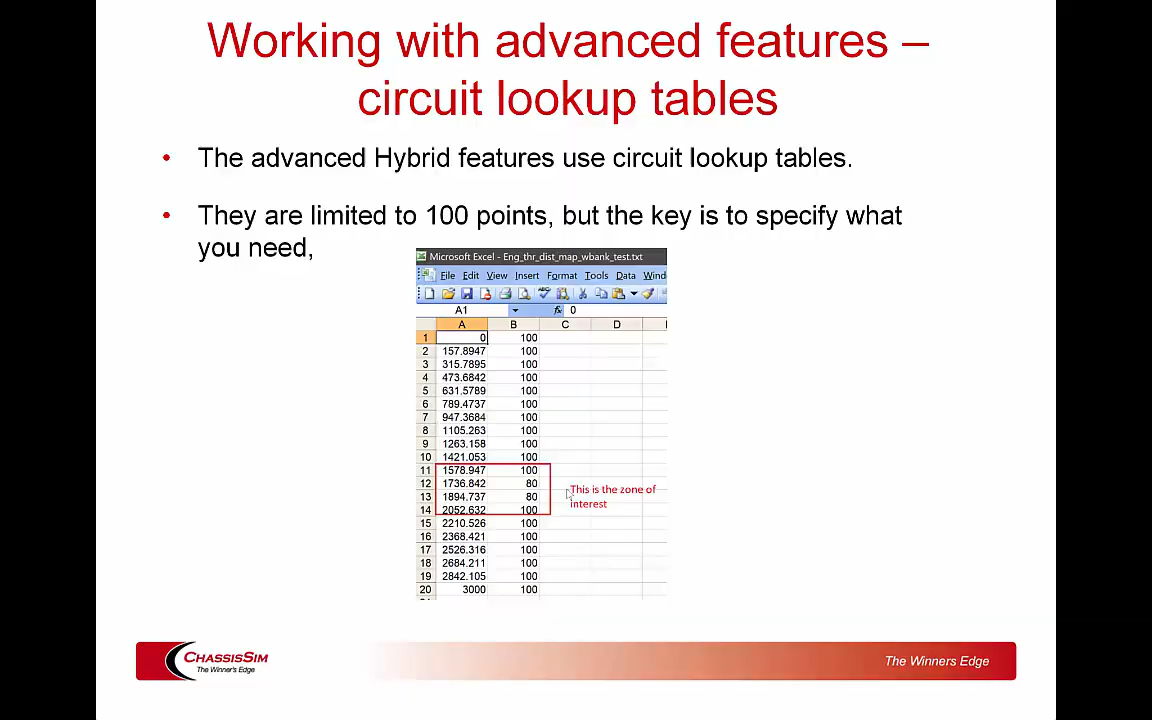 Working with advanced features –
circuit lookup tables
• The advanced Hybrid features use circuit lookup tables.
• They are limited to 100 points, but the key is to specify what
you need,
Microsoft Excel - Eng_thr_dist_map_wbank_test.txt
File Edit View Insert Format Tools Data Wind
A1 fx 0
A B C D
1 0 100
2 157.8947 100
3 315.7895 100
4 473.6842 100
5 631.5789 100
6 789.4737 100
7 947.3684 100
8 1105.263 100
9 1263.158 100
10 1421.053 100
11 1578.947 100
12 1736.842 80
13 1894.737 80
14 2052.632 100
15 2210.526 100
16 2368.421 100
17 2526.316 100
18 2684.211 100
19 2842.105 100
20 3000 100
This is the zone of
interest
CHASSISSIM
The Winner's Edge
The Winners Edge